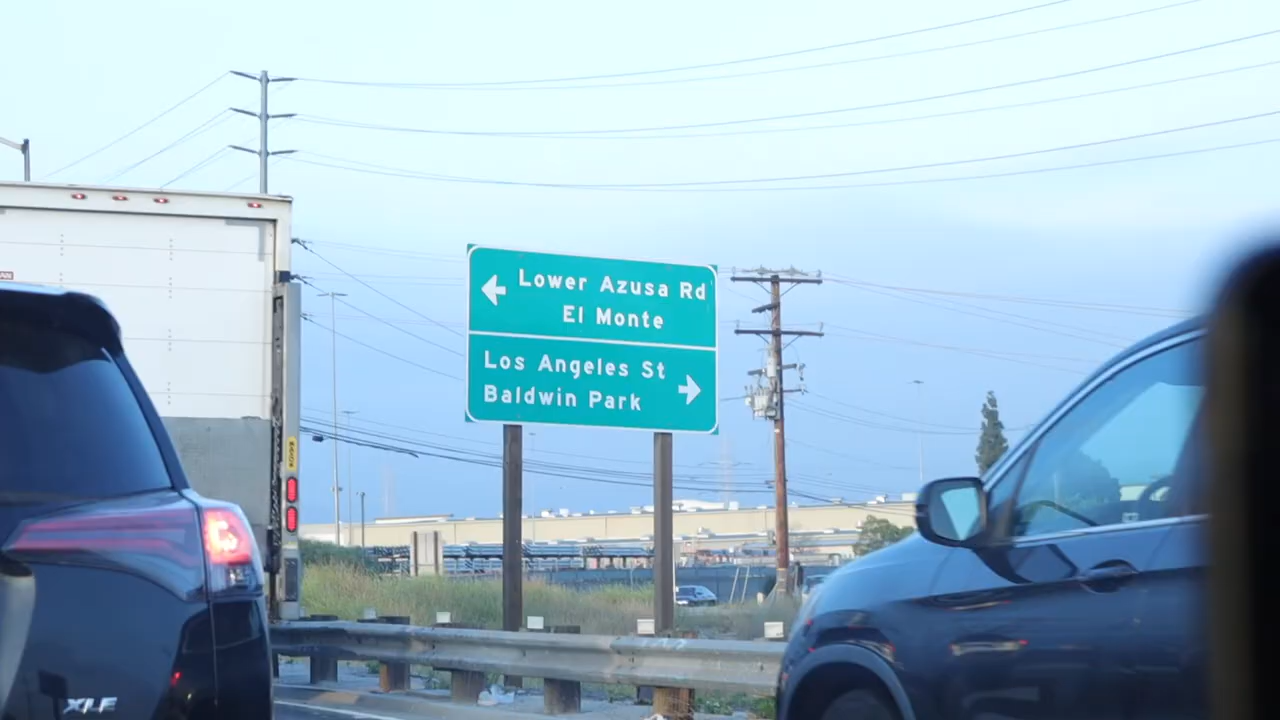 Lower Azusa Rd
El Monte
Los Angeles St
Baldwin Park
XLE